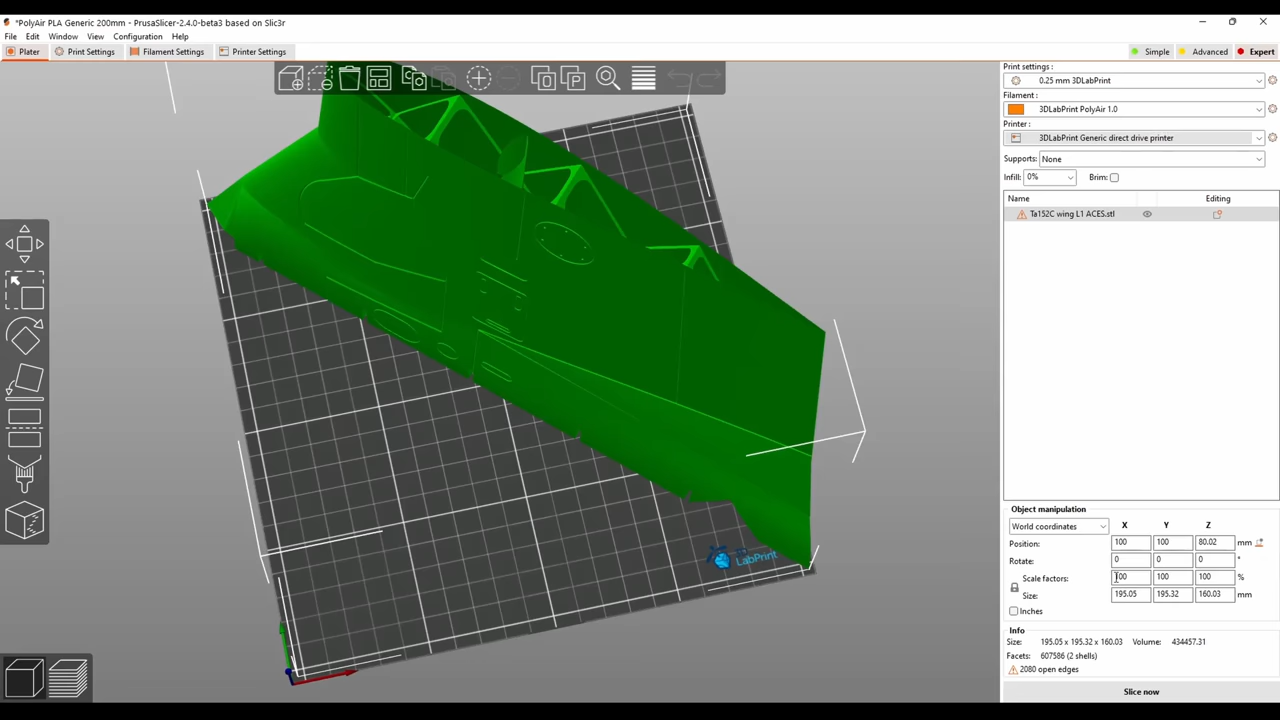 *PolyAir PLA Generic 200mm - PrusaSlicer-2.4.0-beta3 based on Slic3r
File Edit Window View Configuration Help
Plater Print Settings Filament Settings Printer Settings Simple Advanced Expert
Print settings :
0.25 mm 3DLabPrint
Filament :
3DLabPrint PolyAir 1.0
Printer :
3DLabPrint Generic direct drive printer
Supports: None
Infill: 0% Brim:
Name Editing
Ta152C wing L1 ACES.stl
Object manipulation
World coordinates X Y Z
Position: 100 100 80.02 mm
Rotate: 0 0 0 °
Scale factors: 100 100 100 %
Size: 195.05 195.32 160.03 mm
Inches
Info
Size: 195.05 x 195.32 x 160.03 Volume: 434457.31
Facets: 607586 (2 shells)
2080 open edges
Slice now
LabPrint